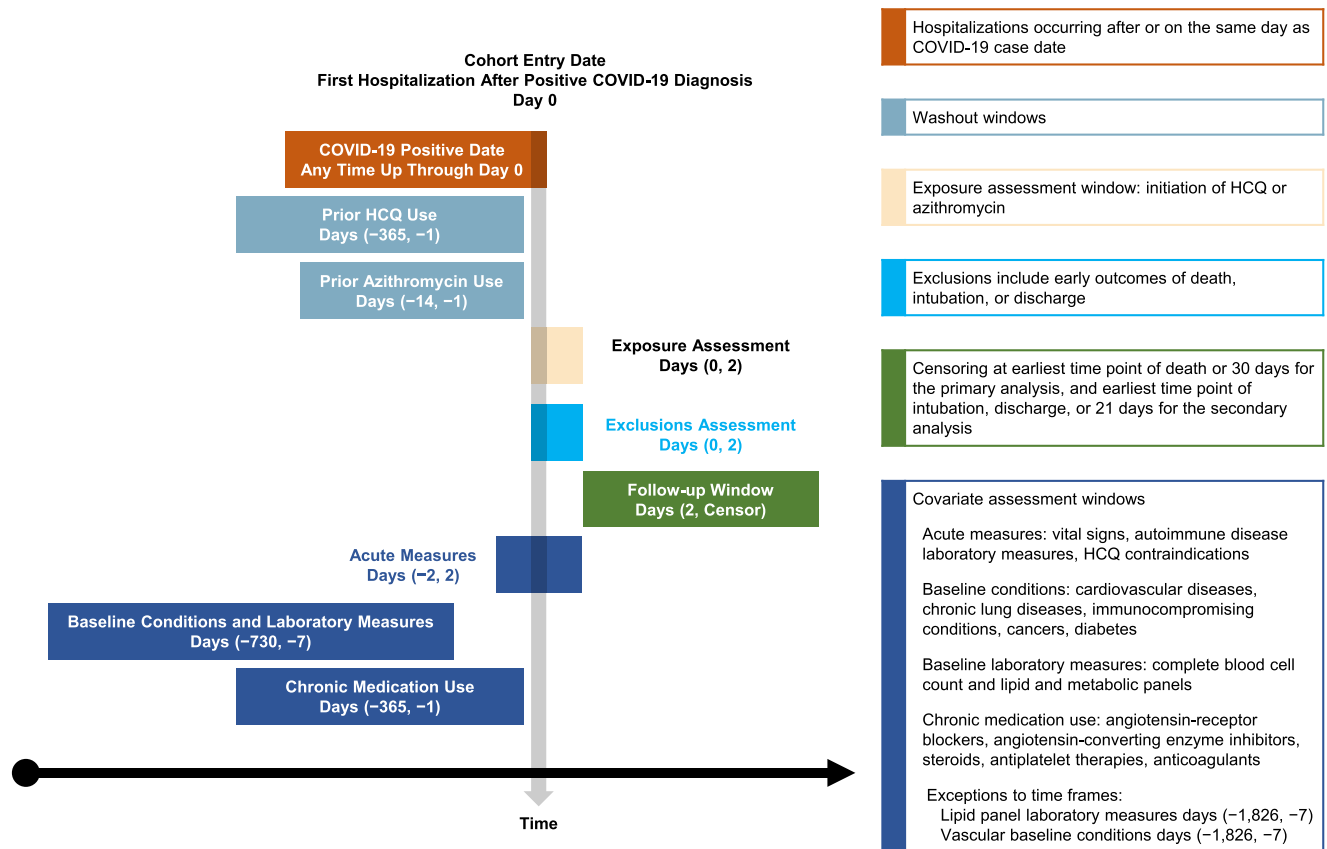 Cohort Entry Date
First Hospitalization After Positive COVID-19 Diagnosis
Day 0
COVID-19 Positive Date
Any Time Up Through Day 0
Prior HCQ Use
Days (−365, −1)
Prior Azithromycin Use
Days (−14, −1)
Exposure Assessment
Days (0, 2)
Exclusions Assessment
Days (0, 2)
Follow-up Window
Days (2, Censor)
Acute Measures
Days (−2, 2)
Baseline Conditions and Laboratory Measures
Days (−730, −7)
Chronic Medication Use
Days (−365, −1)
Time
Hospitalizations occurring after or on the same day as
COVID-19 case date
Washout windows
Exposure assessment window: initiation of HCQ or
azithromycin
Exclusions include early outcomes of death,
intubation, or discharge
Censoring at earliest time point of death or 30 days for
the primary analysis, and earliest time point of
intubation, discharge, or 21 days for the secondary
analysis
Covariate assessment windows
Acute measures: vital signs, autoimmune disease
laboratory measures, HCQ contraindications
Baseline conditions: cardiovascular diseases,
chronic lung diseases, immunocompromising
conditions, cancers, diabetes
Baseline laboratory measures: complete blood cell
count and lipid and metabolic panels
Chronic medication use: angiotensin-receptor
blockers, angiotensin-converting enzyme inhibitors,
steroids, antiplatelet therapies, anticoagulants
Exceptions to time frames:
Lipid panel laboratory measures days (−1,826, −7)
Vascular baseline conditions days (−1,826, −7)